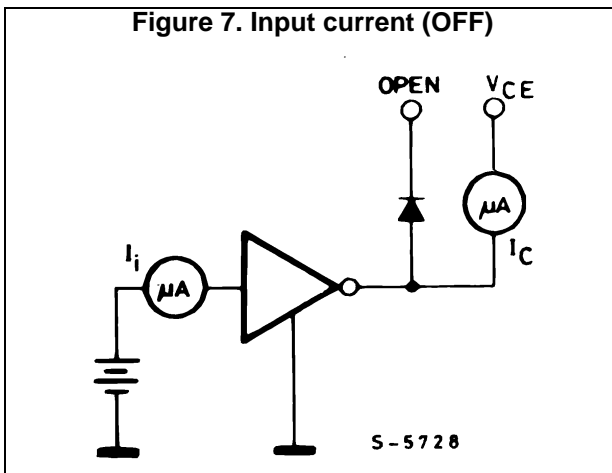 Figure 7. Input current (OFF)
OPEN
VCE
μA
IC
Ii
μA
S-5728